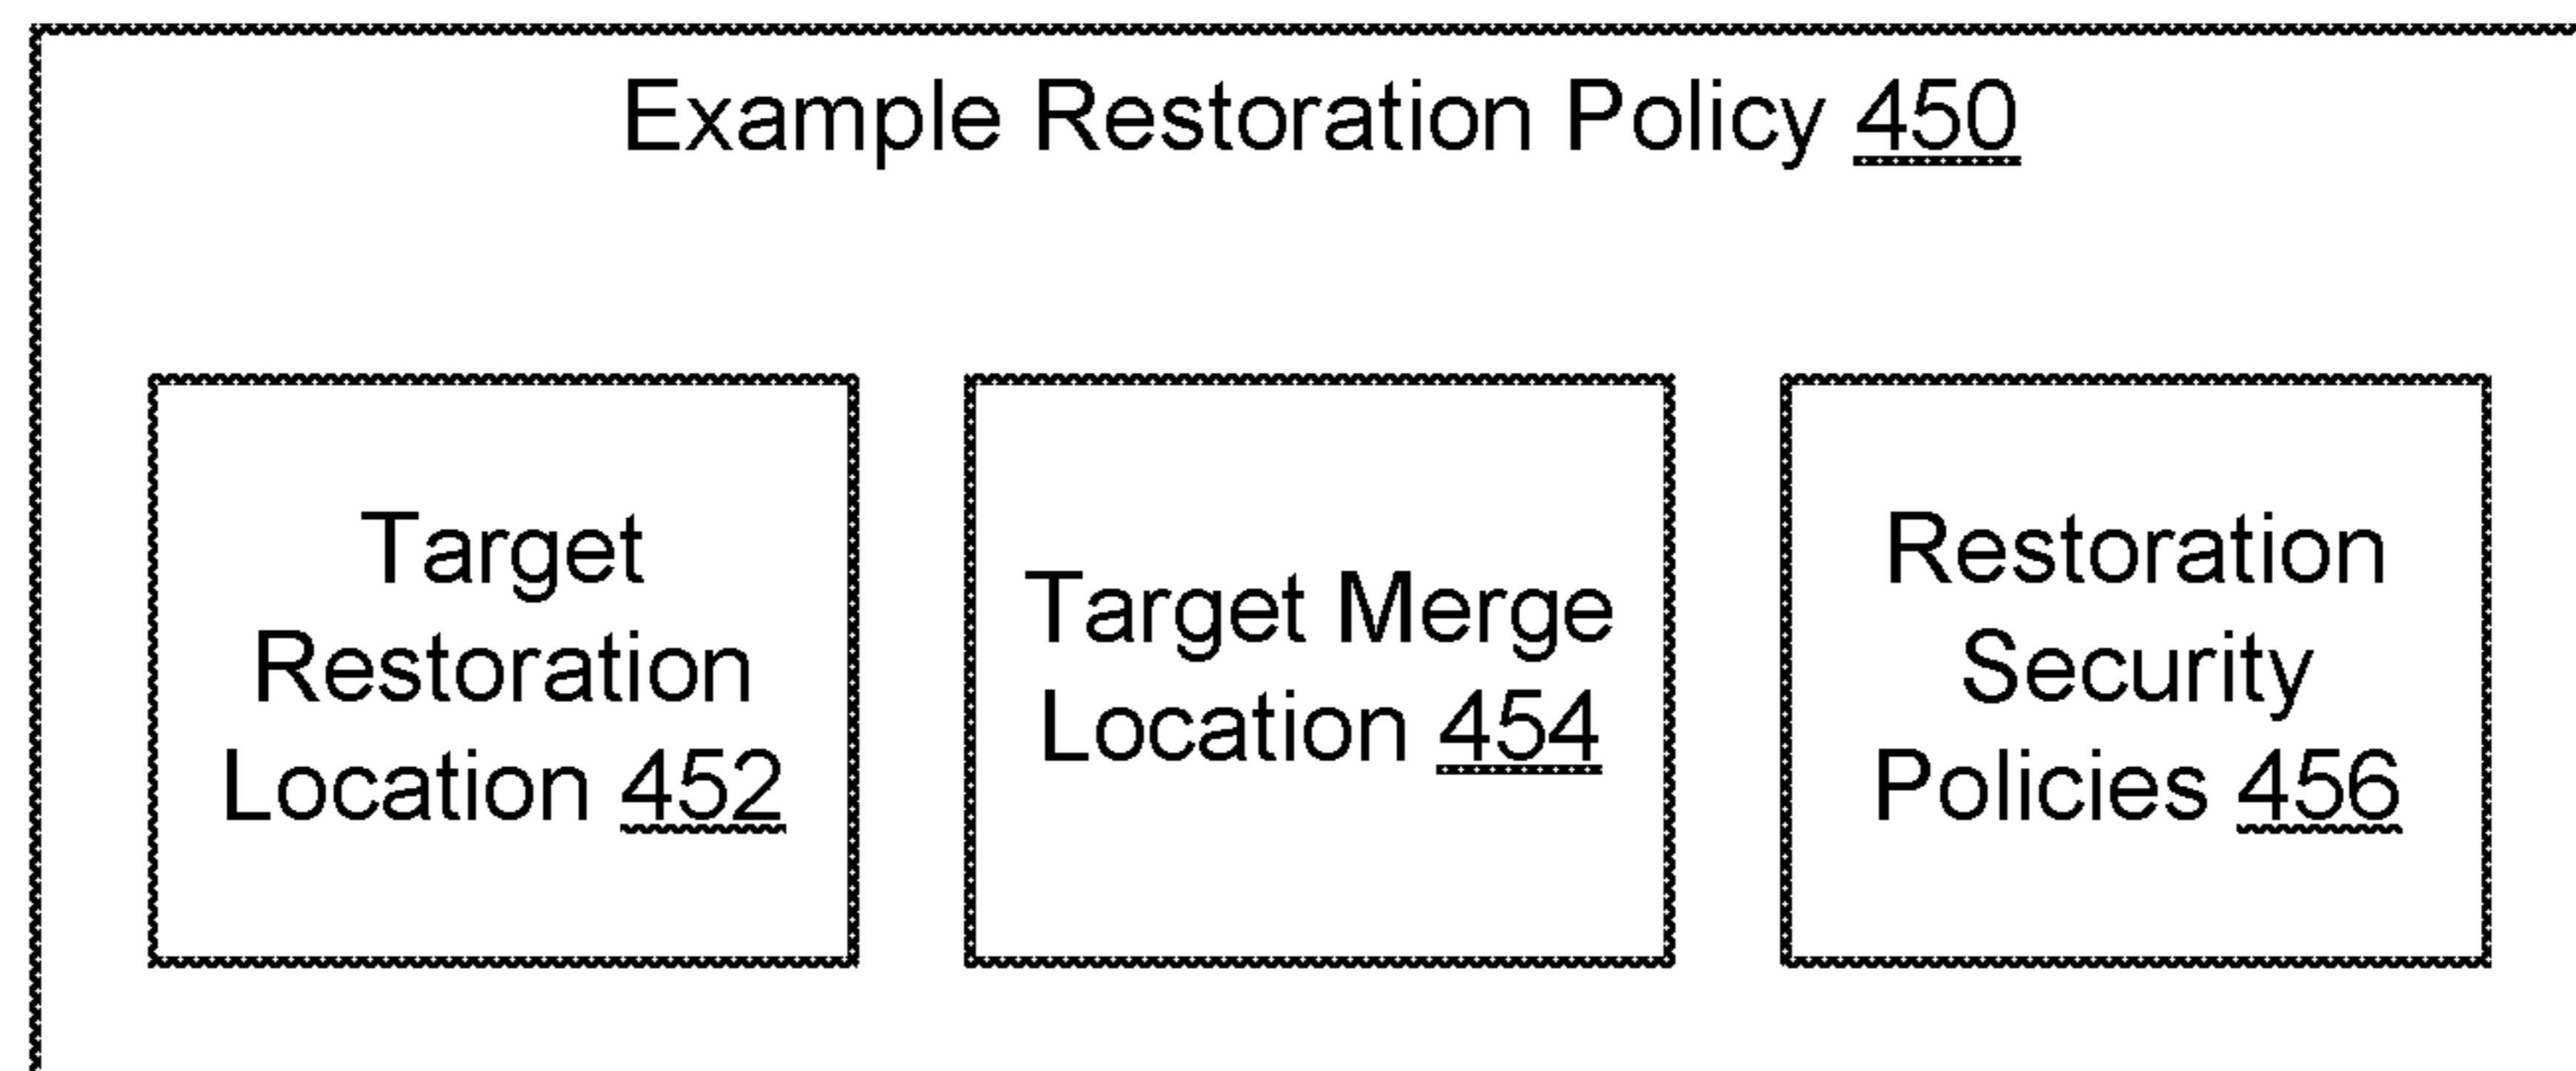 Example Restoration Policy 450
Target
Restoration
Location 452
Target Merge
Location 454
Restoration
Security
Policies 456